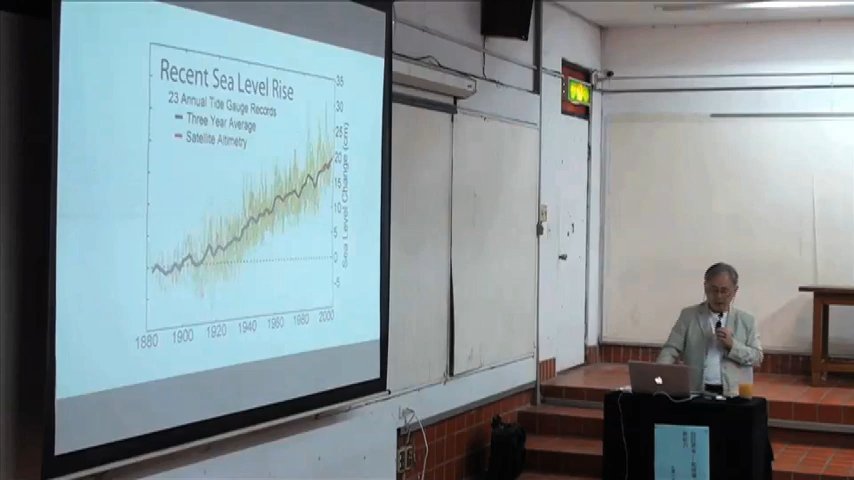 Recent Sea Level Rise
23 Annual Tide Gauge Records
Three Year Average
Satellite Altimetry
35
30
25
20
15
10
5
0
-5
Sea Level Change (cm)
1880 1900 1920 1940 1960 1980 2000